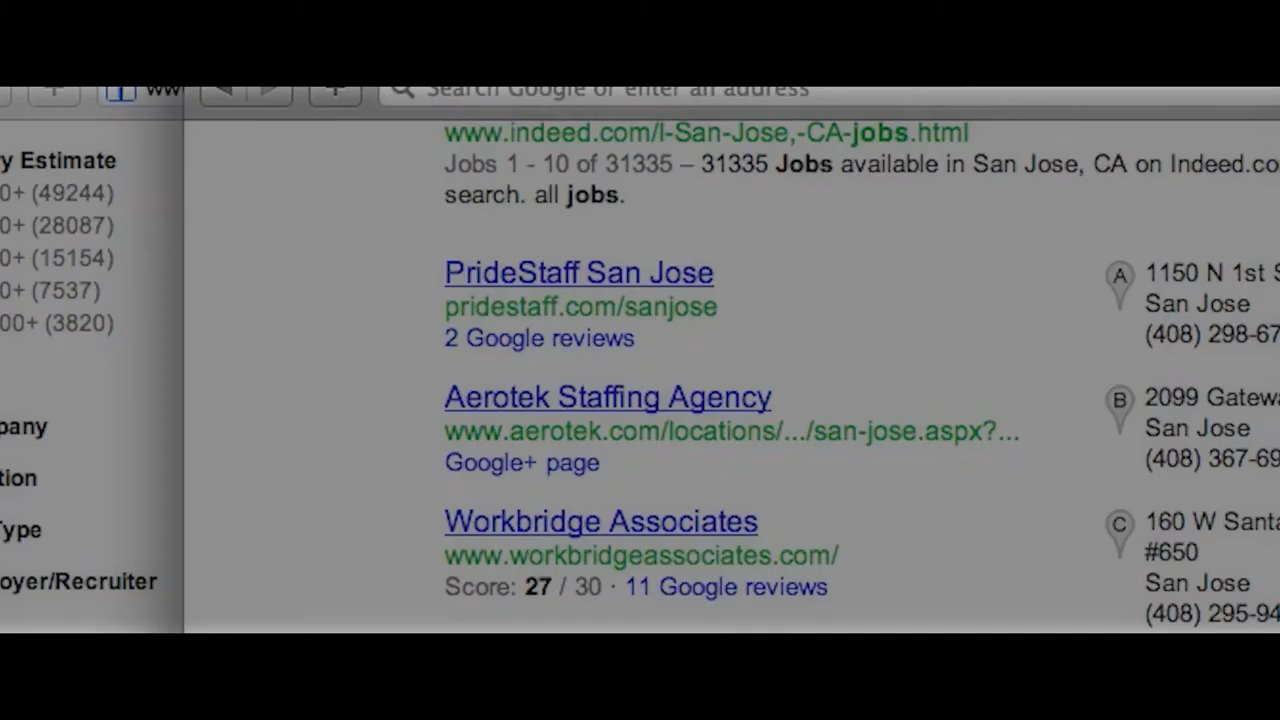 ww
Search Google or enter an address
y Estimate
0+ (49244)
0+ (28087)
0+ (15154)
0+ (7537)
00+ (3820)
pany
tion
Type
oyer/Recruiter
www.indeed.com/l-San-Jose,-CA-jobs.html
Jobs 1 - 10 of 31335 – 31335 Jobs available in San Jose, CA on Indeed.co
search. all jobs.
PrideStaff San Jose
pridestaff.com/sanjose
2 Google reviews
A 1150 N 1st S
San Jose
(408) 298-67
Aerotek Staffing Agency
www.aerotek.com/locations/.../san-jose.aspx?...
Google+ page
B 2099 Gatewa
San Jose
(408) 367-69
Workbridge Associates
www.workbridgeassociates.com/
Score: 27 / 30 · 11 Google reviews
C 160 W Santa
#650
San Jose
(408) 295-94